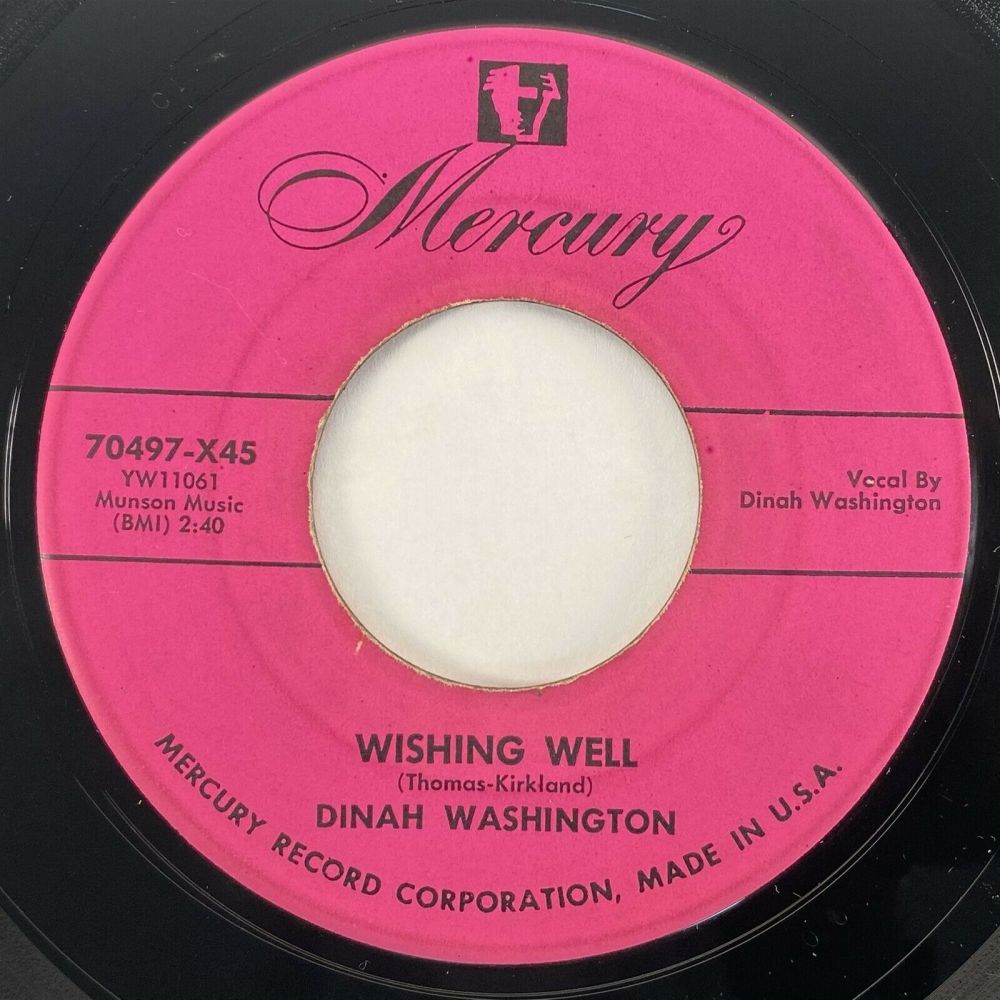 Mercury
70497-X45
YW11061
Munson Music
(BMI) 2:40
Vocal By
Dinah Washington
WISHING WELL
(Thomas-Kirkland)
DINAH WASHINGTON
MERCURY RECORD CORPORATION, MADE IN U.S.A.